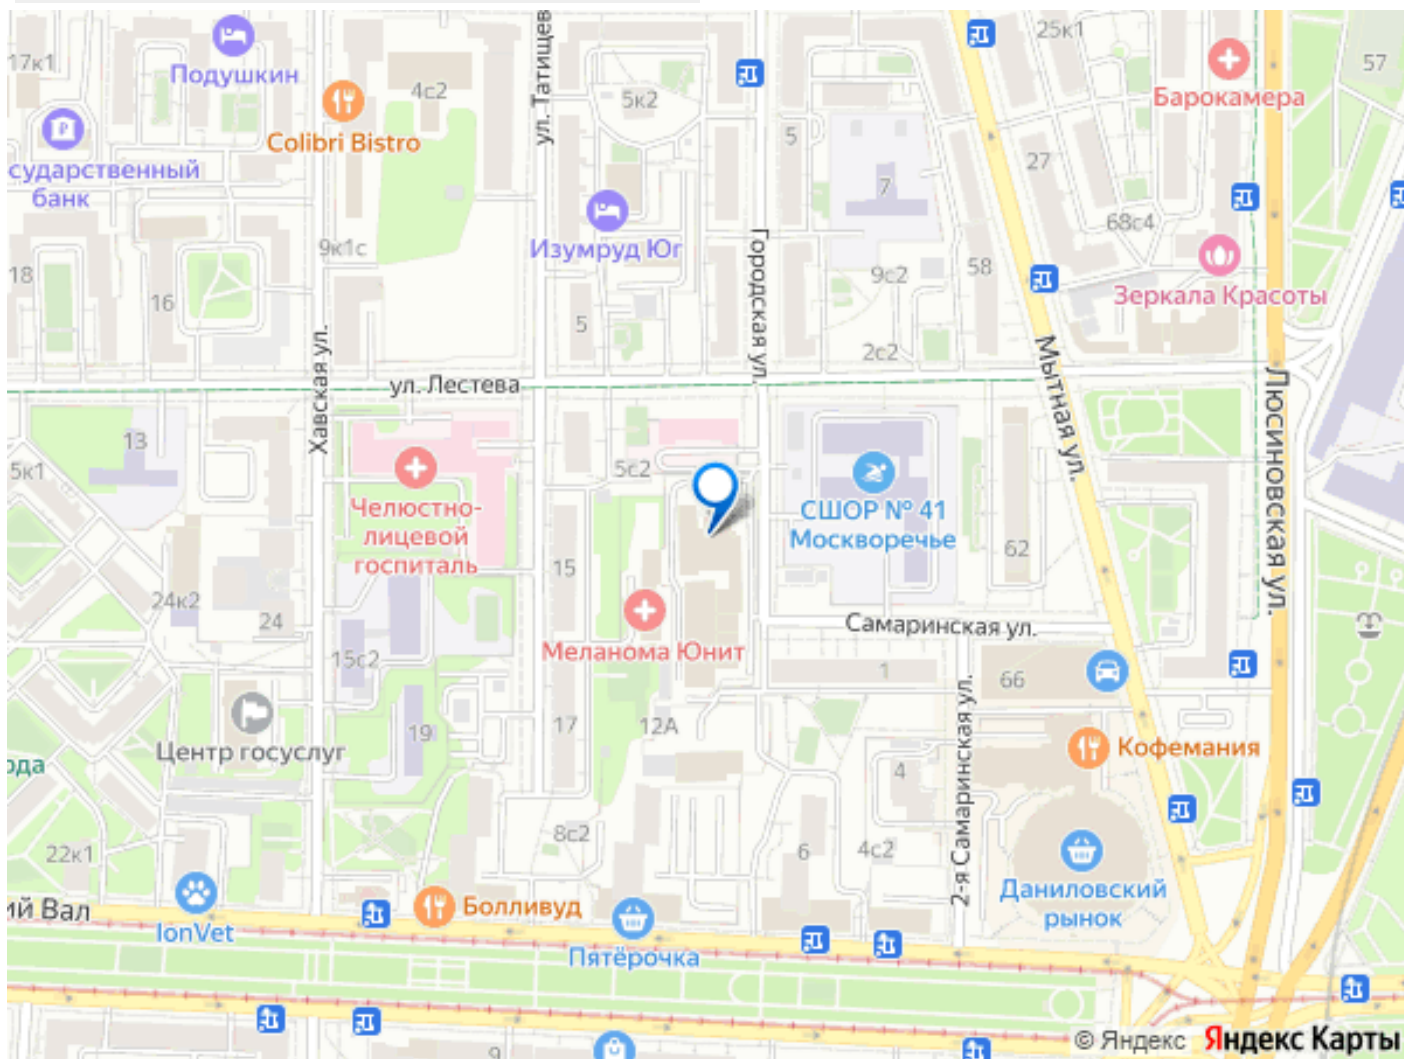 17к1
Подушкин
4с2
Colibri Bistro
ул. Татищев
5к2
25к1
57
Барокамера
сударственный
банк
5
27
7
68с4
Изумруд Юг
9к1с
Городская ул.
58
9с2
Зеркала Красоты
18
16
5
Хавская ул.
2с2
ул. Лестева
Мытная ул.
Люсиновская ул.
13
5к1
5с2
Челюстно-
лицевой
госпиталь
СШОР № 41
Москворечье
62
15
24к2
24
Самаринская ул.
Меланома Юнит
15с2
1
66
2-я Самаринская ул.
17
12А
19
Центр госуслуг
Кофемания
ода
4
8с2
22к1
6
4с2
Даниловский
рынок
ий Вал
Болливуд
IonVet
Пятёрочка
9
© Яндекс Яндекс Карты